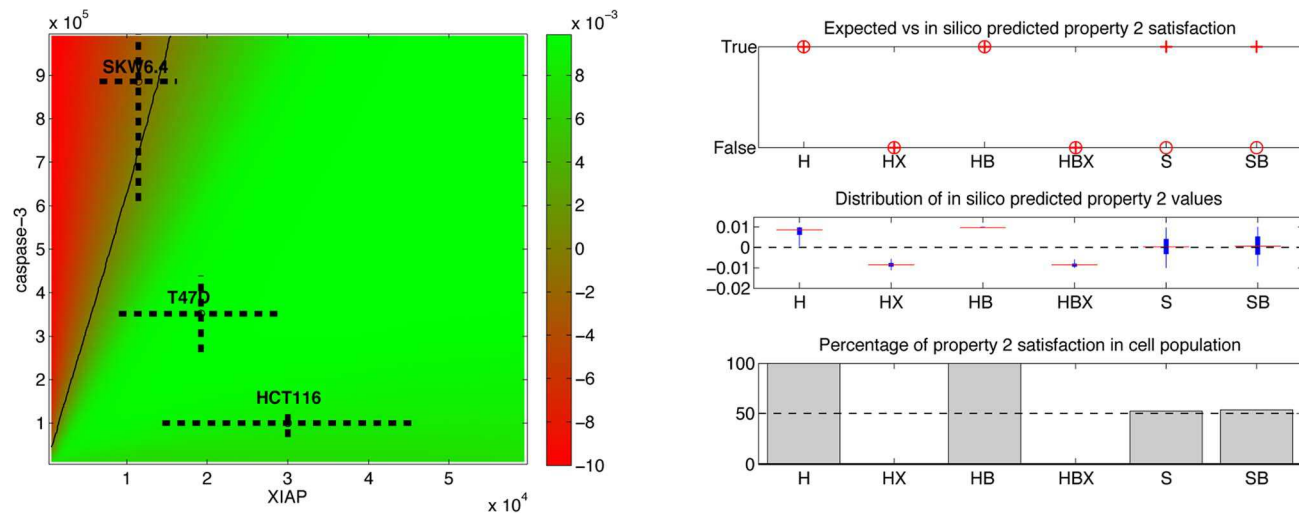 x 10⁵
9
8
7
6
5
4
3
2
1
caspase-3
SKW6.4
T47D
HCT116
1
2
3
4
5
XIAP
x 10⁴
x 10⁻³
8
6
4
2
0
−2
−4
−6
−8
−10
Expected vs in silico predicted property 2 satisfaction
True
False
H HX HB HBX S SB
Distribution of in silico predicted property 2 values
0.01
0
−0.01
−0.02
H HX HB HBX S SB
Percentage of property 2 satisfaction in cell population
100
50
0
H HX HB HBX S SB